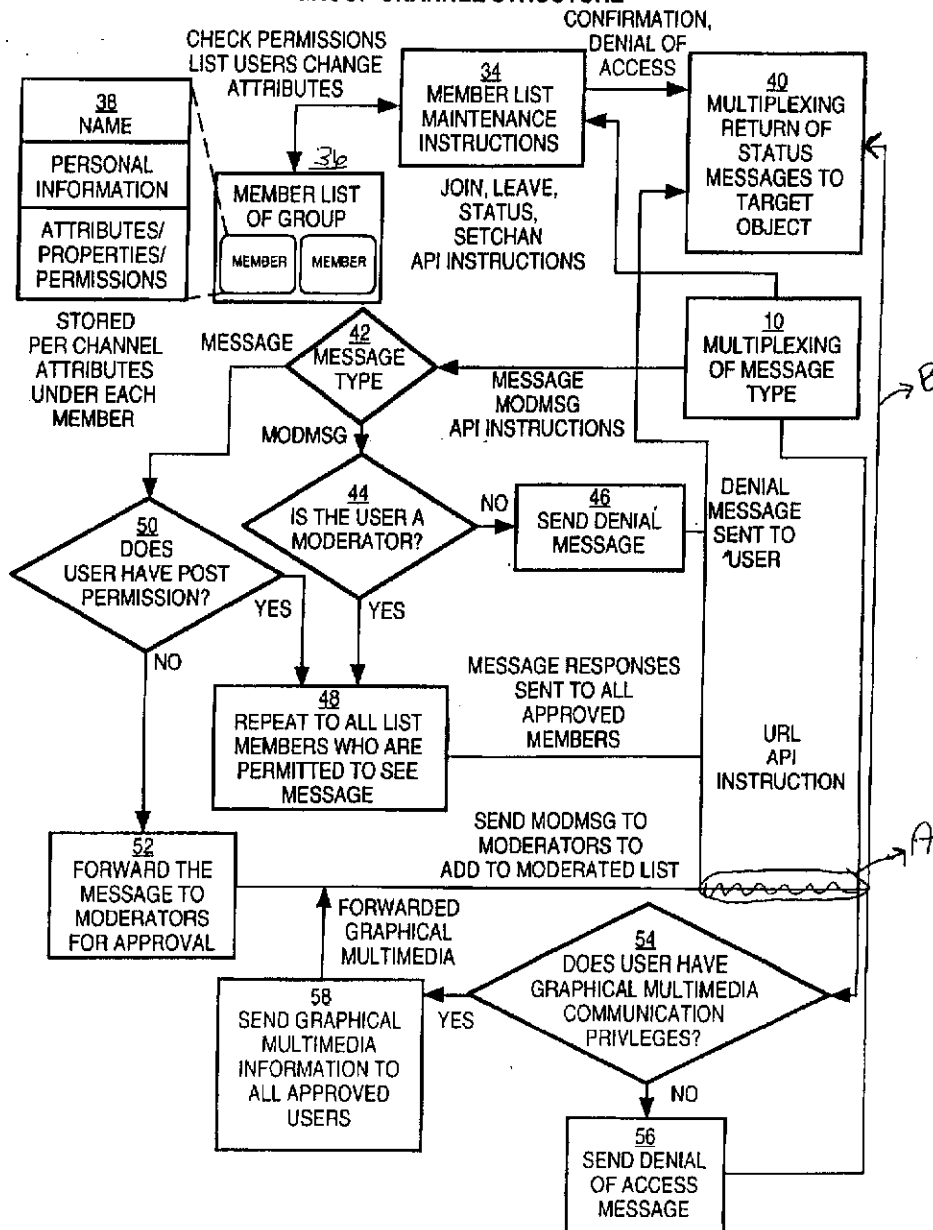 CONFIRMATION,
DENIAL OF
ACCESS
CHECK PERMISSIONS
LIST USERS CHANGE
ATTRIBUTES
38
NAME
PERSONAL
INFORMATION
ATTRIBUTES/
PROPERTIES/
PERMISSIONS
STORED
PER CHANNEL
ATTRIBUTES
UNDER EACH
MEMBER
36
MEMBER LIST
OF GROUP
MEMBER MEMBER
34
MEMBER LIST
MAINTENANCE
INSTRUCTIONS
JOIN, LEAVE,
STATUS,
SETCHAN
API INSTRUCTIONS
40
MULTIPLEXING
RETURN OF
STATUS
MESSAGES TO
TARGET
OBJECT
10
MULTIPLEXING
OF MESSAGE
TYPE
B
MESSAGE
42
MESSAGE
TYPE
MESSAGE
MODMSG
API INSTRUCTIONS
MODMSG
44
IS THE USER A
MODERATOR?
NO
46
SEND DENIAL
MESSAGE
DENIAL
MESSAGE
SENT TO
USER
50
DOES
USER HAVE POST
PERMISSION?
YES
YES
NO
48
REPEAT TO ALL LIST
MEMBERS WHO ARE
PERMITTED TO SEE
MESSAGE
MESSAGE RESPONSES
SENT TO ALL
APPROVED
MEMBERS
URL
API
INSTRUCTION
52
FORWARD THE
MESSAGE TO
MODERATORS
FOR APPROVAL
SEND MODMSG TO
MODERATORS TO
ADD TO MODERATED LIST
A
FORWARDED
GRAPHICAL
MULTIMEDIA
54
DOES USER HAVE
GRAPHICAL MULTIMEDIA
COMMUNICATION
PRIVLEGES?
YES
58
SEND GRAPHICAL
MULTIMEDIA
INFORMATION TO
ALL APPROVED
USERS
NO
56
SEND DENIAL
OF ACCESS
MESSAGE